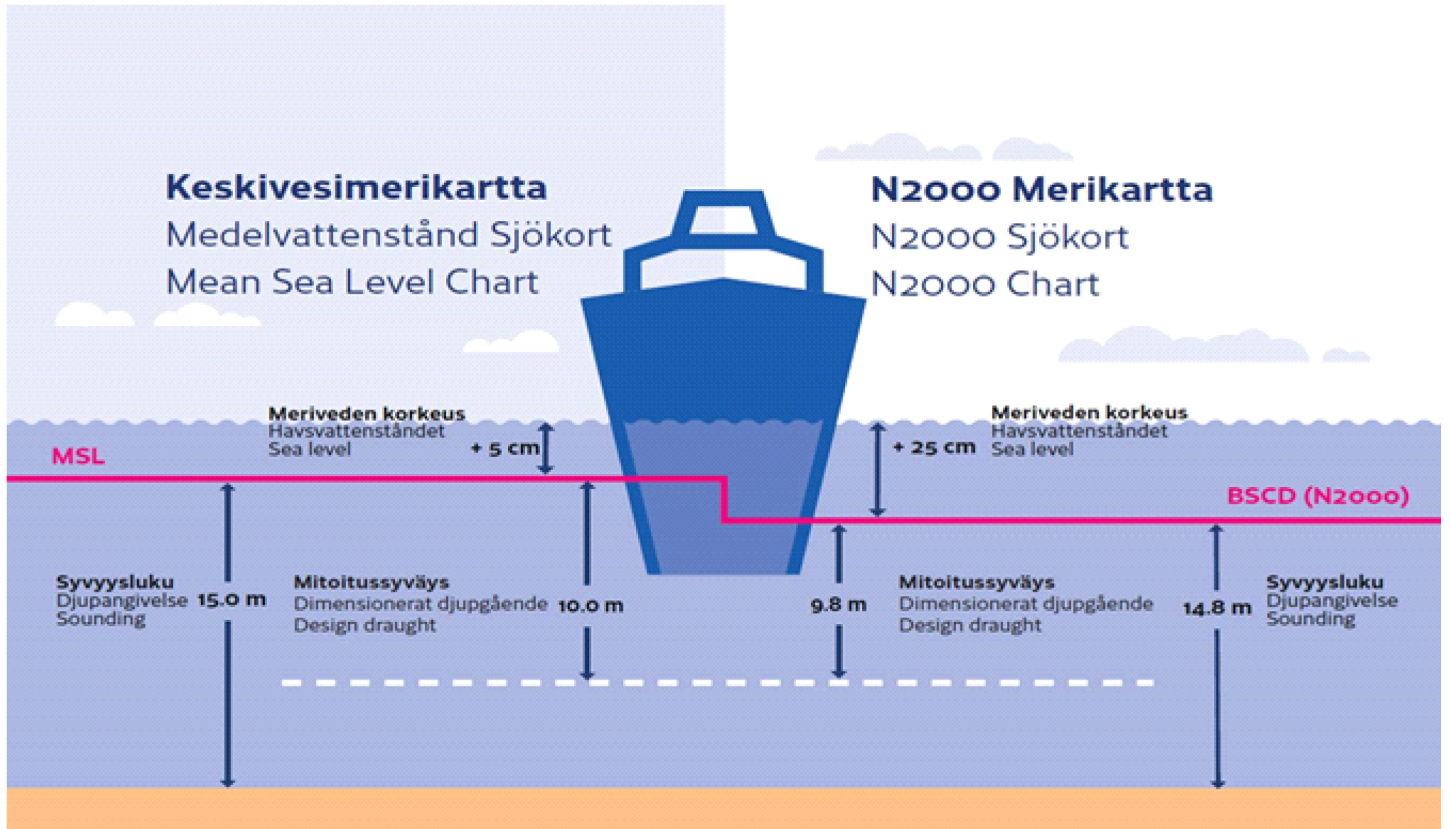 Keskivesimerikartta
Medelvattenstånd Sjökort
Mean Sea Level Chart
N2000 Merikartta
N2000 Sjökort
N2000 Chart
Meriveden korkeus
Havsvattenståndet
Sea level
+ 5 cm
+ 25 cm
Meriveden korkeus
Havsvattenståndet
Sea level
MSL
BSCD (N2000)
Syvyysluku
Djupangivelse
Sounding
15.0 m
Mitoitussyväys
Dimensionerat djupgående
Design draught
10.0 m
9.8 m
Mitoitussyväys
Dimensionerat djupgående
Design draught
14.8 m
Syvyysluku
Djupangivelse
Sounding